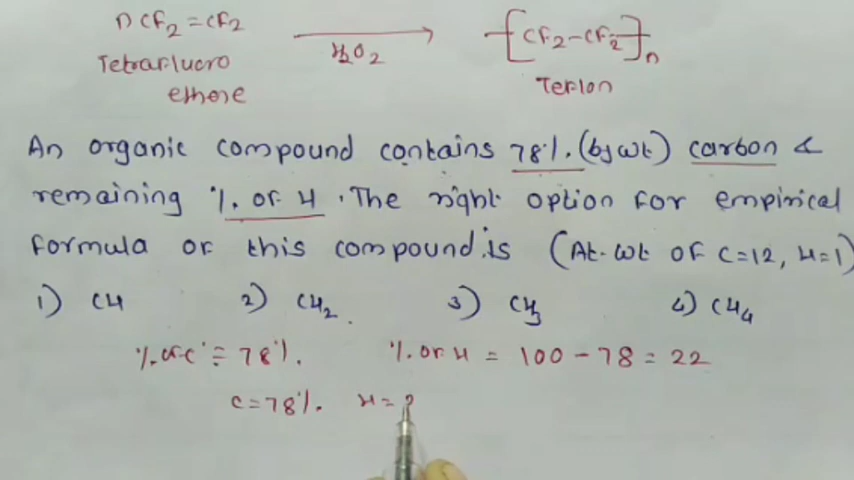 n CF₂ = CF₂ ⟶ -[CF₂-CF₂]-n
H₂O₂
Tetrafluoro
ethene
Teflon
An organic compound contains 78%. (by wt) carbon &
remaining % of H. The right option for empirical
formula of this compound.is (At. wt of C=12, H=1)
1) CH 2) CH₂. 3) CH₃ 4) CH₄
% of C = 78%. % of H = 100 - 78 = 22
C = 78%. H =